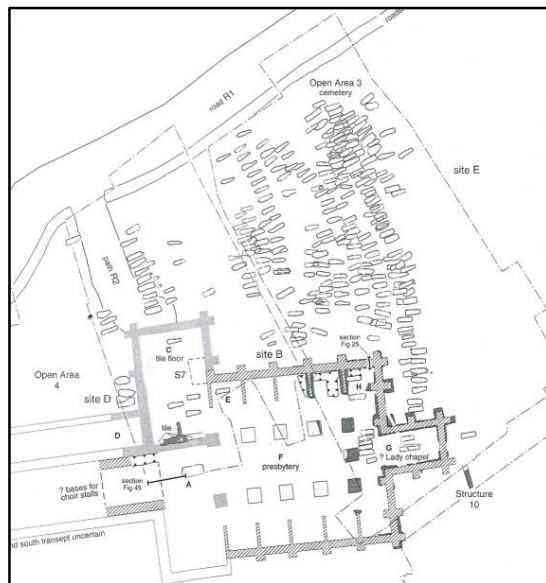 roads
road R1
Open Area 3
cemetery
site E
path R2
C
tile floor
S7
site B
section
Fig 25
Open Area
4
site D
E
H
D
tile
F
presbytery
G
? Lady chapel
? bases for
choir stalls
section
Fig 45
A
Structure
10
nd south transept uncertain